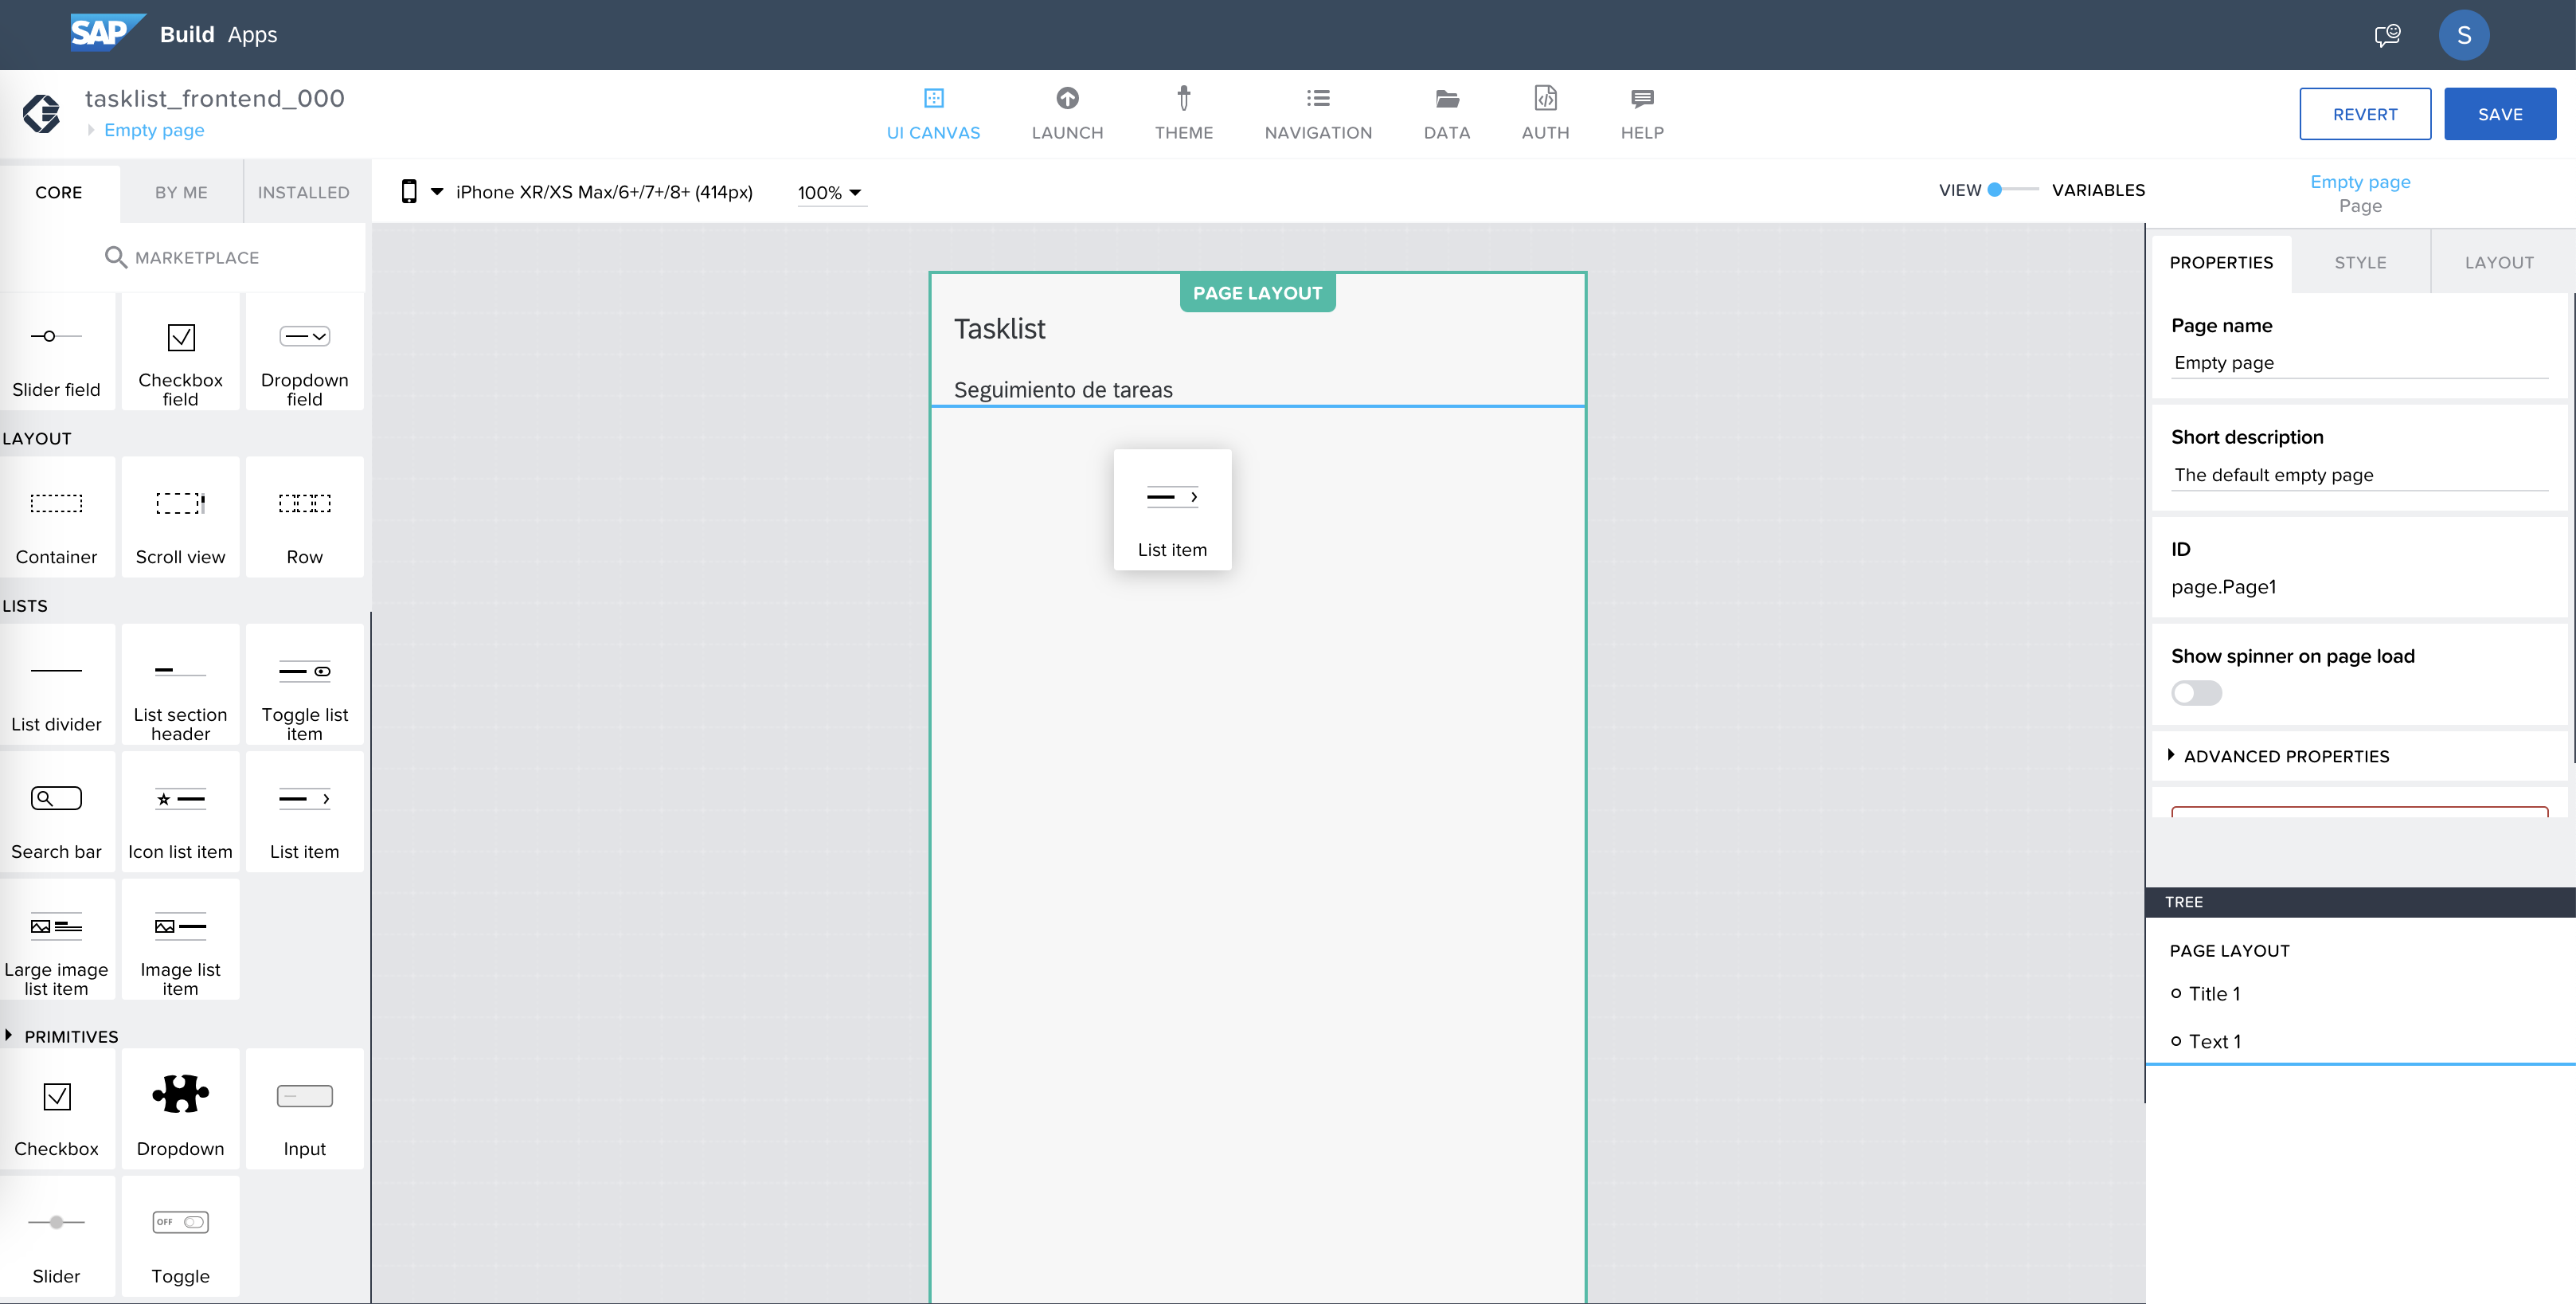 SAP Build Apps
S
tasklist_frontend_000
Empty page
UI CANVAS
LAUNCH
THEME
NAVIGATION
DATA
AUTH
HELP
REVERT
SAVE
CORE
BY ME
INSTALLED
iPhone XR/XS Max/6+/7+/8+ (414px)
100%
VIEW
VARIABLES
Empty page
Page
MARKETPLACE
Slider field
Checkbox
field
Dropdown
field
LAYOUT
Container
Scroll view
Row
LISTS
List divider
List section
header
Toggle list
item
Search bar
Icon list item
List item
Large image
list item
Image list
item
PRIMITIVES
Checkbox
Dropdown
Input
Slider
OFF
Toggle
PAGE LAYOUT
Tasklist
Seguimiento de tareas
List item
PROPERTIES
STYLE
LAYOUT
Page name
Empty page
Short description
The default empty page
ID
page.Page1
Show spinner on page load
ADVANCED PROPERTIES
TREE
PAGE LAYOUT
Title 1
Text 1